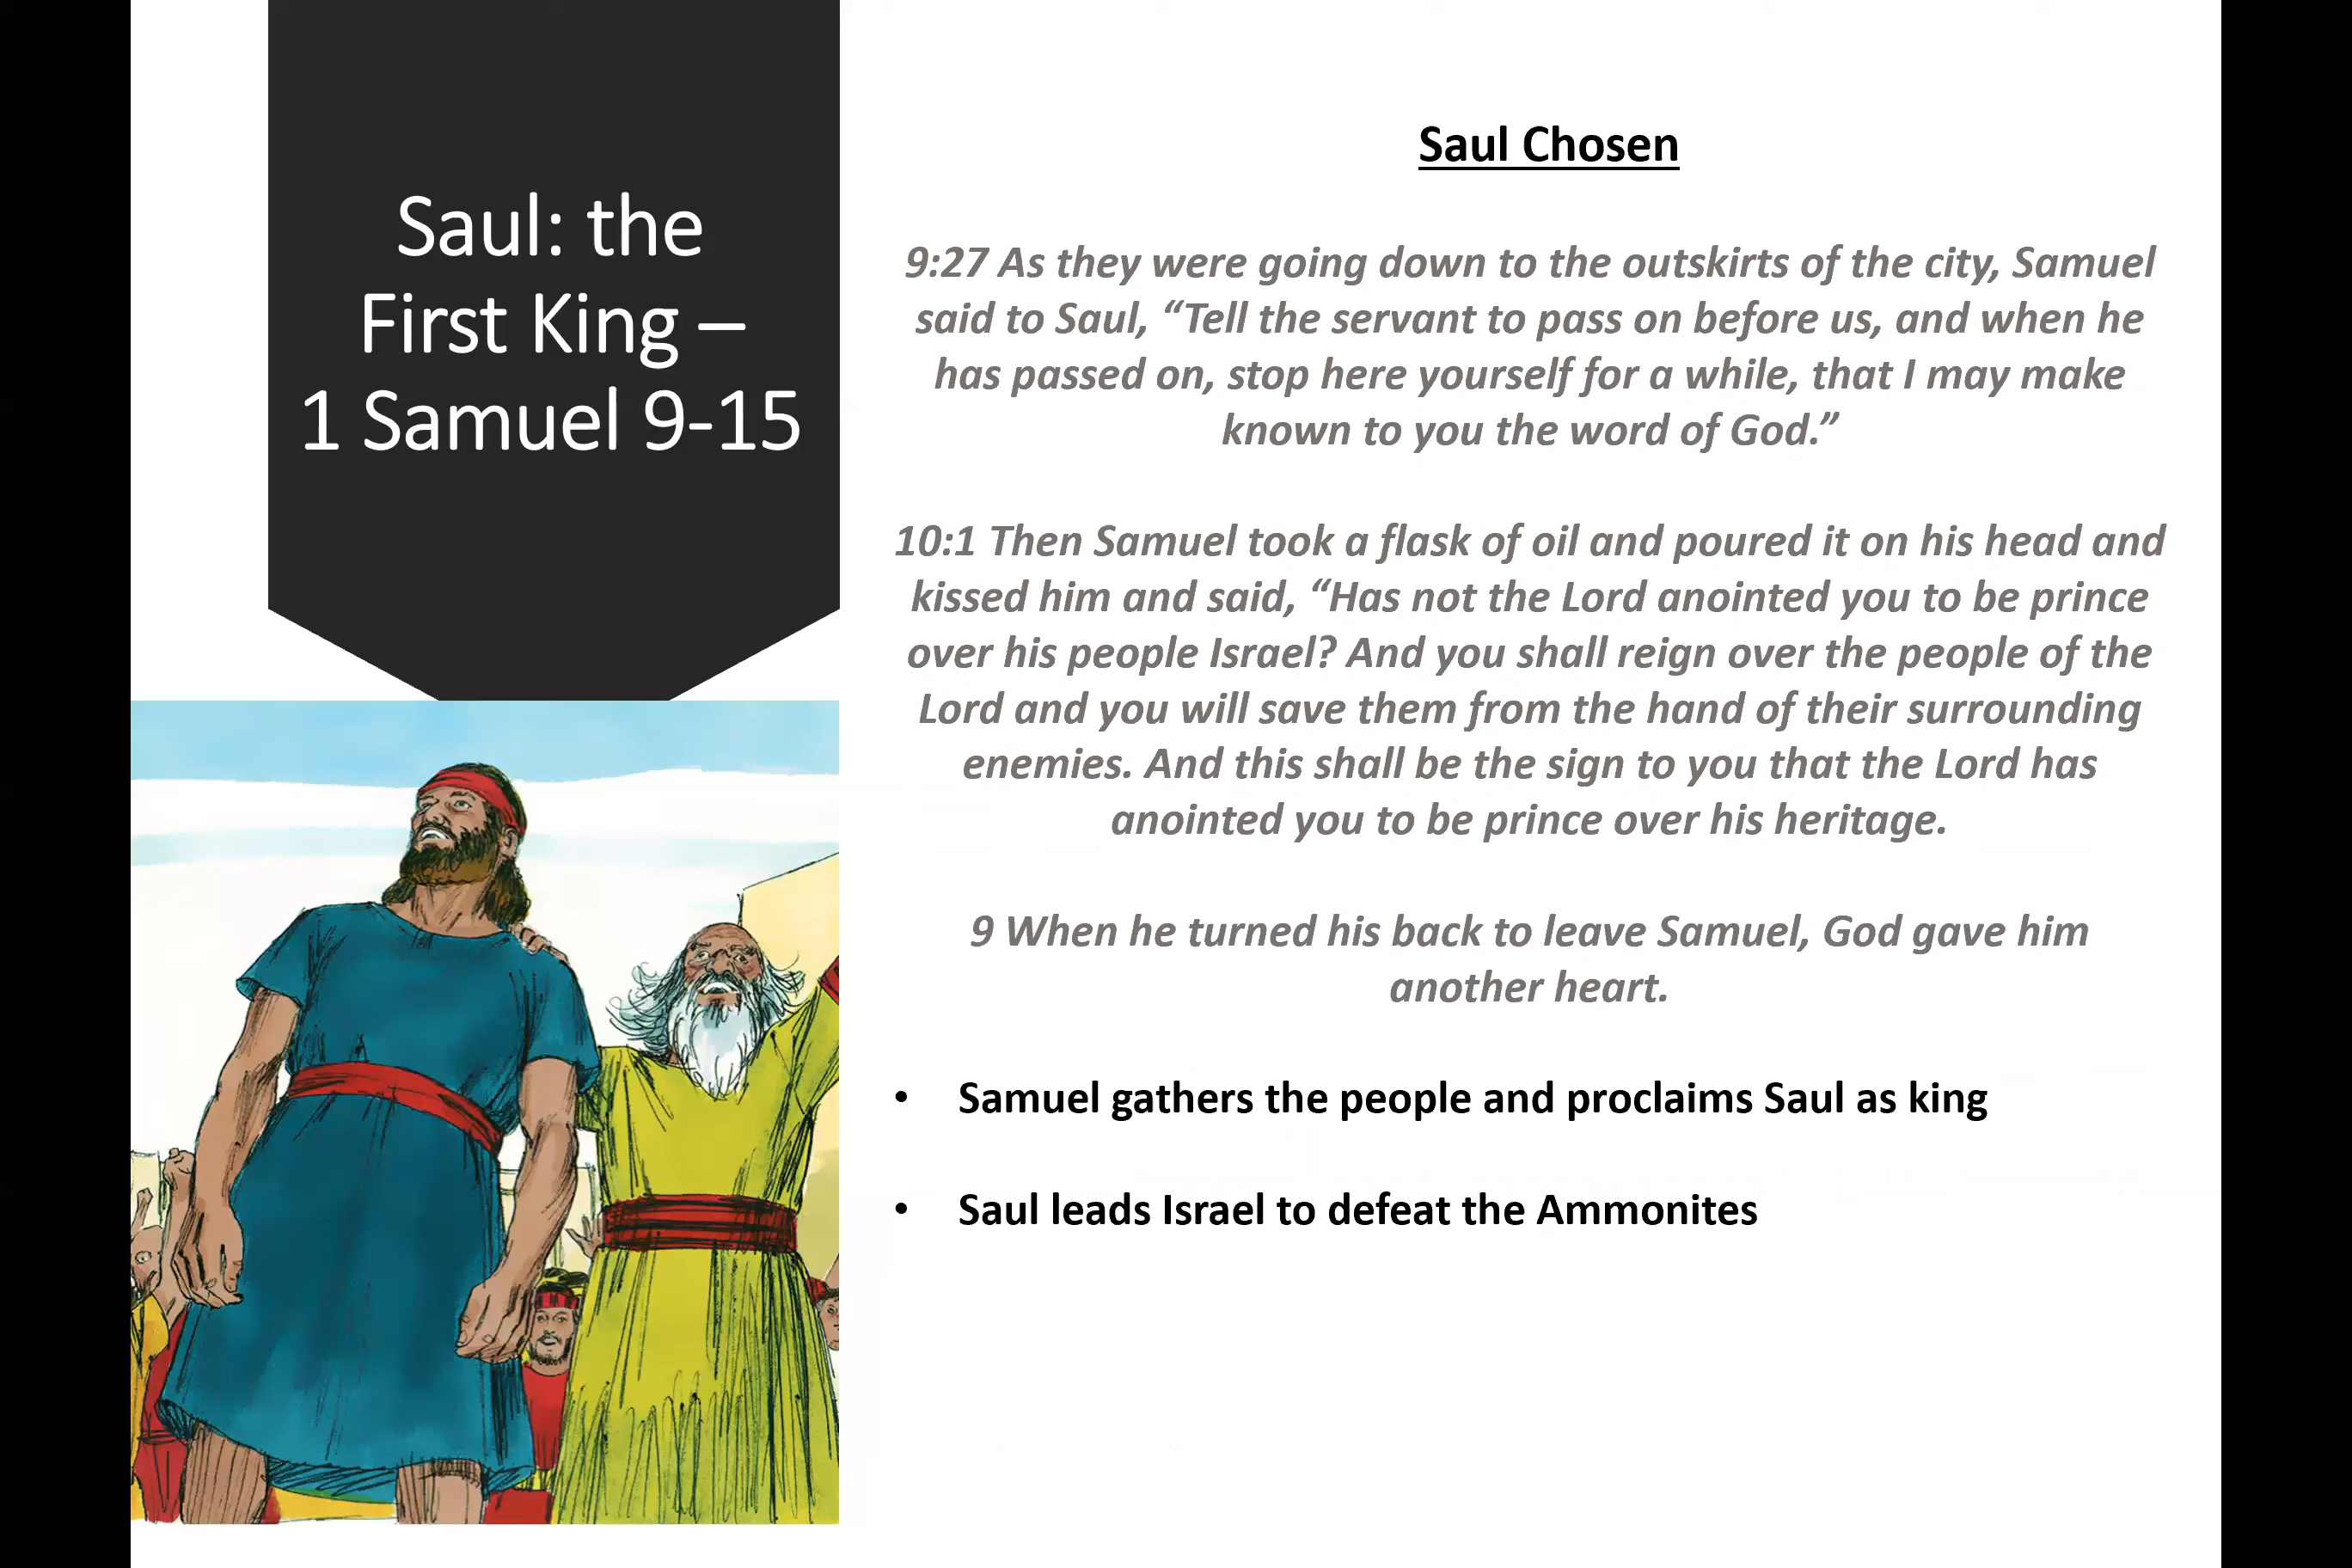 Saul: the
First King –
1 Samuel 9-15
Saul Chosen
9:27 As they were going down to the outskirts of the city, Samuel
said to Saul, “Tell the servant to pass on before us, and when he
has passed on, stop here yourself for a while, that I may make
known to you the word of God.”
10:1 Then Samuel took a flask of oil and poured it on his head and
kissed him and said, “Has not the Lord anointed you to be prince
over his people Israel? And you shall reign over the people of the
Lord and you will save them from the hand of their surrounding
enemies. And this shall be the sign to you that the Lord has
anointed you to be prince over his heritage.
9 When he turned his back to leave Samuel, God gave him
another heart.
• Samuel gathers the people and proclaims Saul as king
• Saul leads Israel to defeat the Ammonites